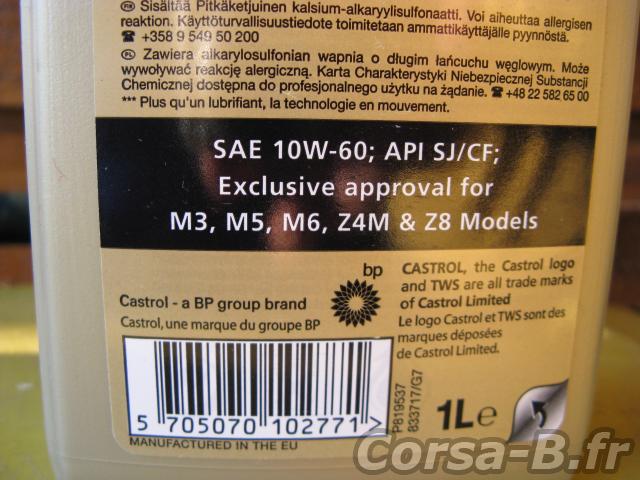 Sisältää Pitkäketjuinen kalsium-alkaryylisulfonaatti. Voi aiheuttaa allergisen
reaktion. Käyttöturvallisuustiedote toimitetaan ammattikäyttäjälle pyynnöstä.
☎ +358 9 549 50 200
PL Zawiera alkarylosulfonian wapnia o długim łańcuchu węglowym. Może
wywoływać reakcję alergiczną. Karta Charakterystyki Niebezpiecznej Substancji
Chemicznej dostępna do profesjonalnego użytku na żądanie. ☎ +48 22 582 65 00
*** Plus qu'un lubrifiant, la technologie en mouvement.
SAE 10W-60; API SJ/CF;
Exclusive approval for
M3, M5, M6, Z4M & Z8 Models
bp
Castrol - a BP group brand
Castrol, une marque du groupe BP
CASTROL, the Castrol logo
and TWS are all trade marks
of Castrol Limited
Le logo Castrol et TWS sont des
marques déposées
de Castrol Limited.
5 705070 102771 >
MANUFACTURED IN THE EU
P819537
833717/G7
1L e
Corsa-B.fr